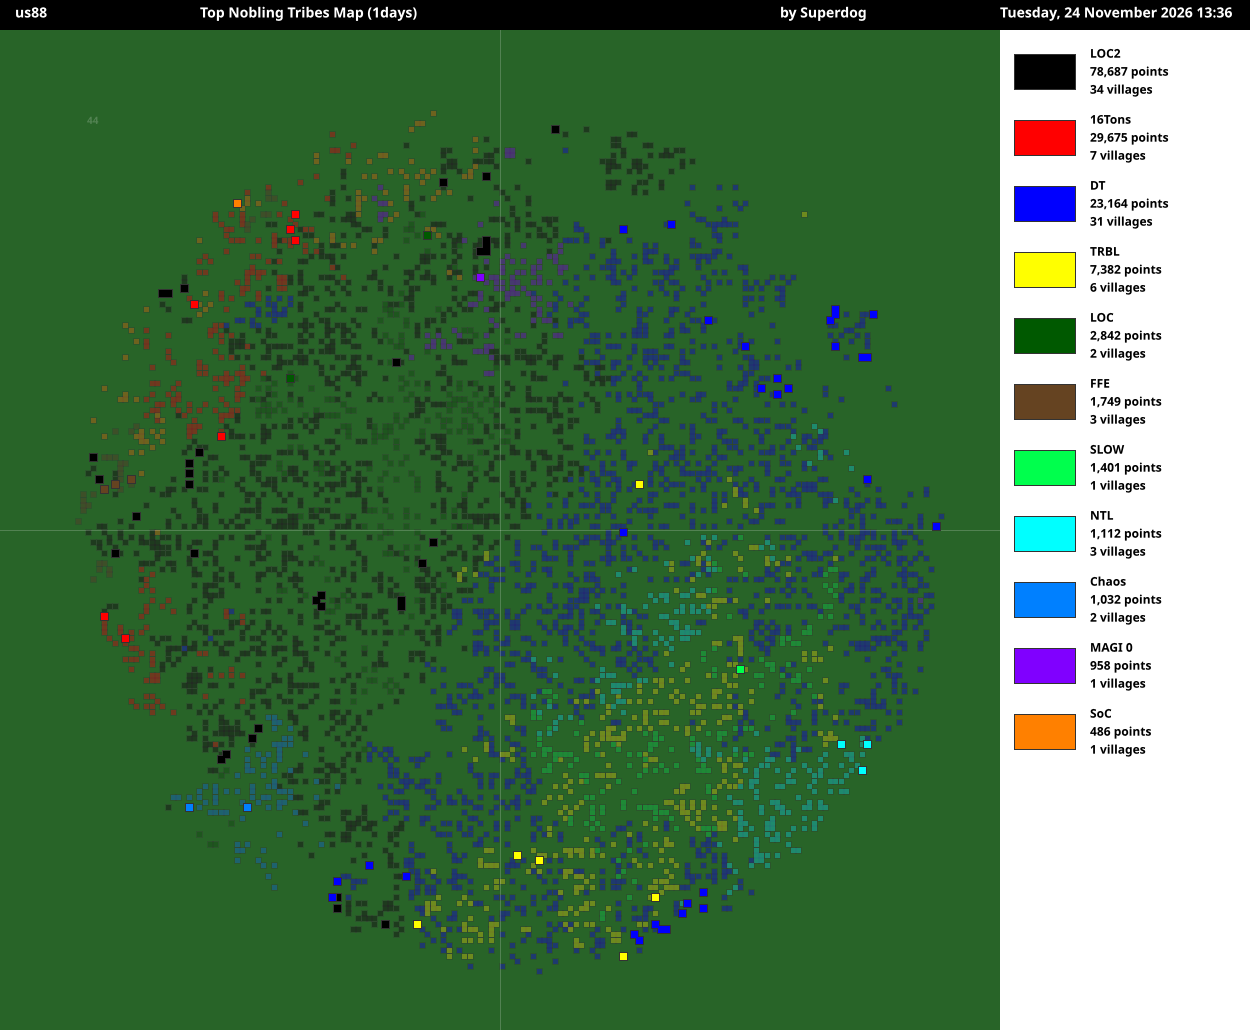 us88 Top Nobling Tribes Map (1days) by Superdog Tuesday, 24 November 2026 13:36
44
LOC2
78,687 points
34 villages
16Tons
29,675 points
7 villages
DT
23,164 points
31 villages
TRBL
7,382 points
6 villages
LOC
2,842 points
2 villages
FFE
1,749 points
3 villages
SLOW
1,401 points
1 villages
NTL
1,112 points
3 villages
Chaos
1,032 points
2 villages
MAGI 0
958 points
1 villages
SoC
486 points
1 villages